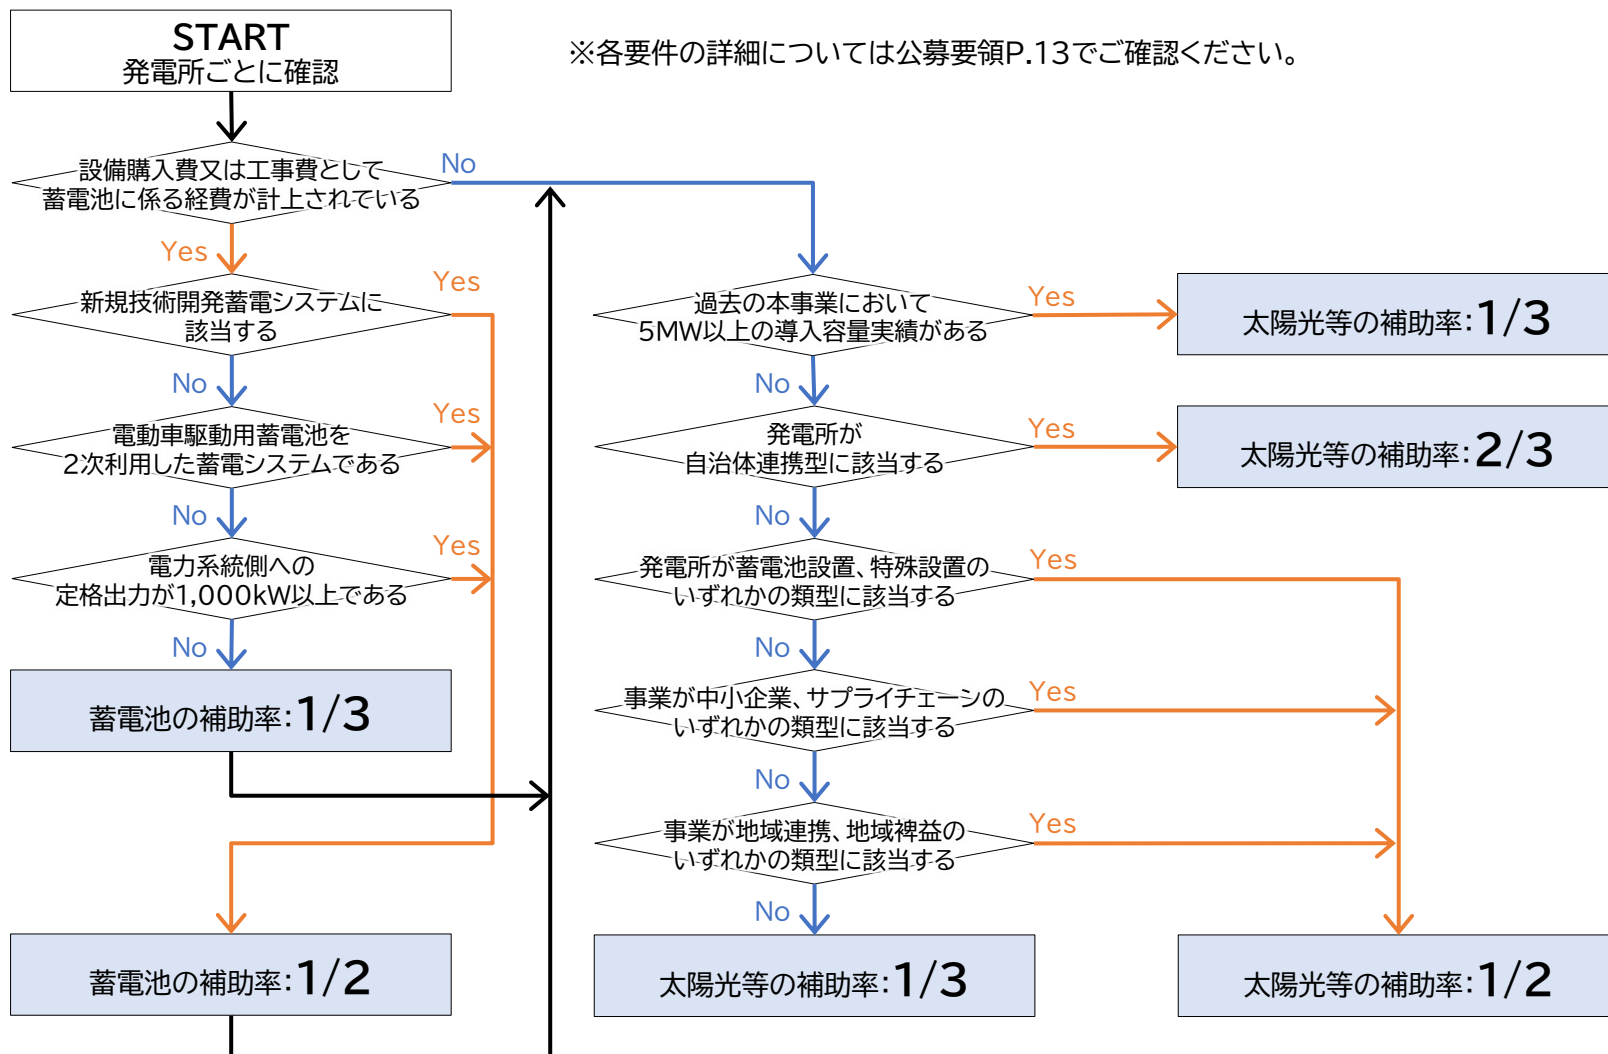 START
発電所ごとに確認
※各要件の詳細については公募要領P.13でご確認ください。
設備購入費又は工事費として
蓄電池に係る経費が計上されている
No
Yes
新規技術開発蓄電システムに
該当する
Yes
No
電動車駆動用蓄電池を
2次利用した蓄電システムである
Yes
No
電力系統側への
定格出力が1,000kW以上である
Yes
No
蓄電池の補助率：1/3
蓄電池の補助率：1/2
過去の本事業において
5MW以上の導入容量実績がある
Yes
太陽光等の補助率：1/3
No
発電所が
自治体連携型に該当する
Yes
太陽光等の補助率：2/3
No
発電所が蓄電池設置、特殊設置の
いずれかの類型に該当する
Yes
No
事業が中小企業、サプライチェーンの
いずれかの類型に該当する
Yes
No
事業が地域連携、地域裨益の
いずれかの類型に該当する
Yes
No
太陽光等の補助率：1/3
太陽光等の補助率：1/2